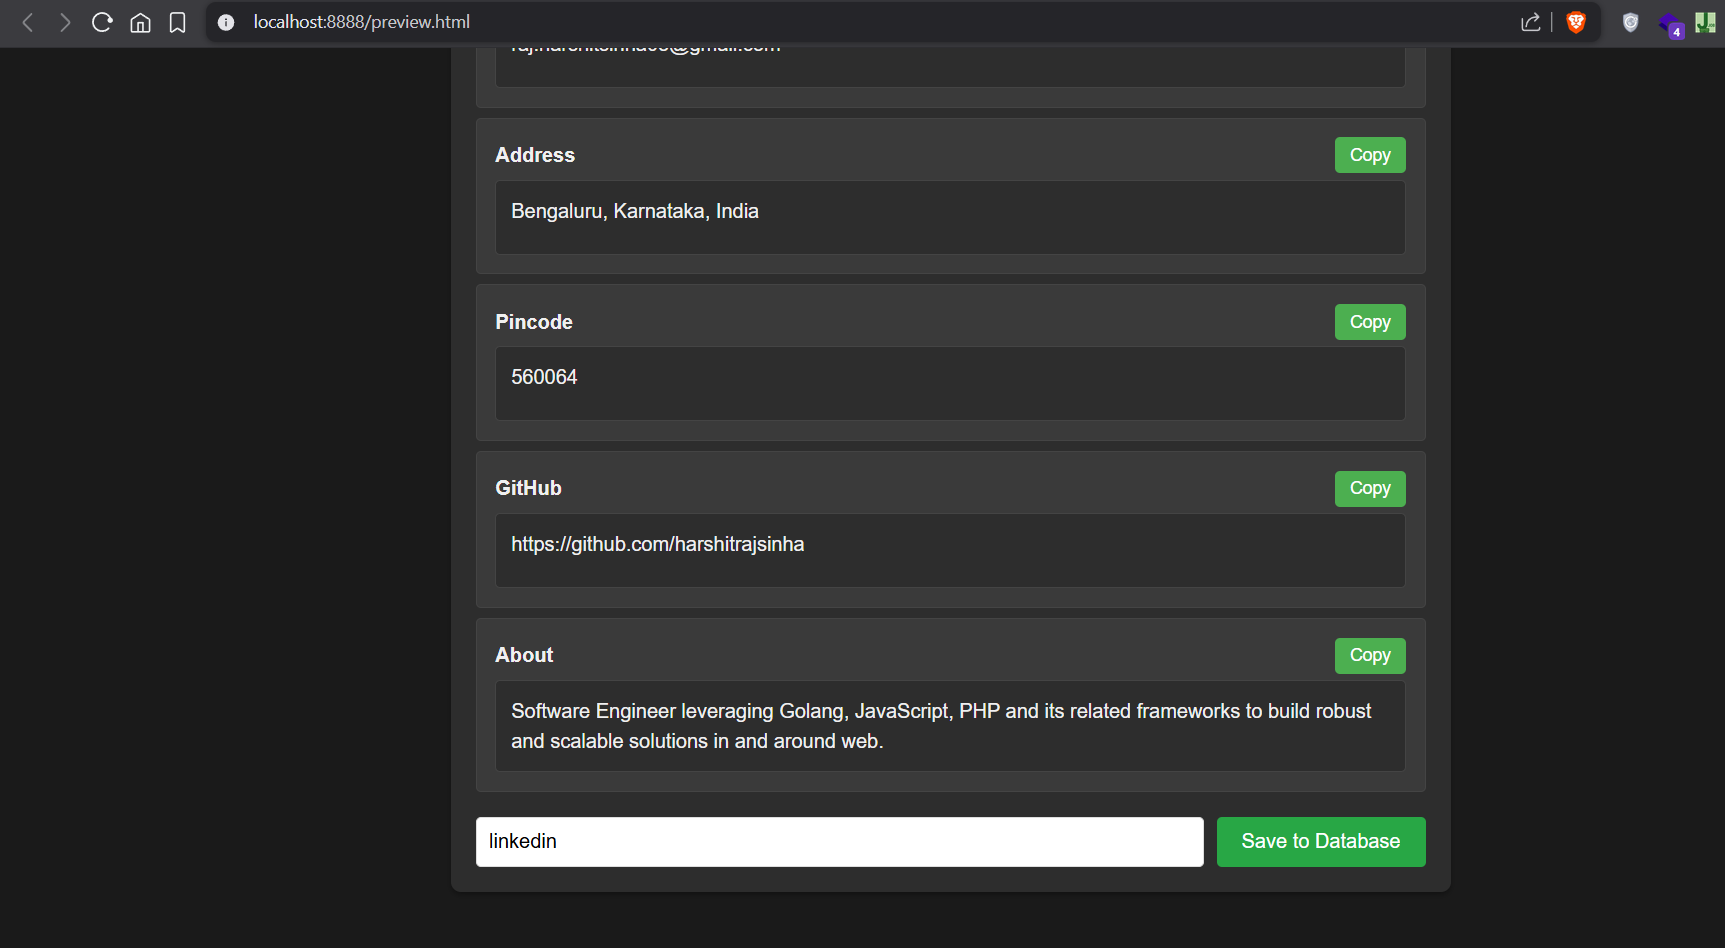 localhost:8888/preview.html
4
Address
Copy
Bengaluru, Karnataka, India
Pincode
Copy
560064
GitHub
Copy
https://github.com/harshitrajsinha
About
Copy
Software Engineer leveraging Golang, JavaScript, PHP and its related frameworks to build robust
and scalable solutions in and around web.
linkedin
Save to Database